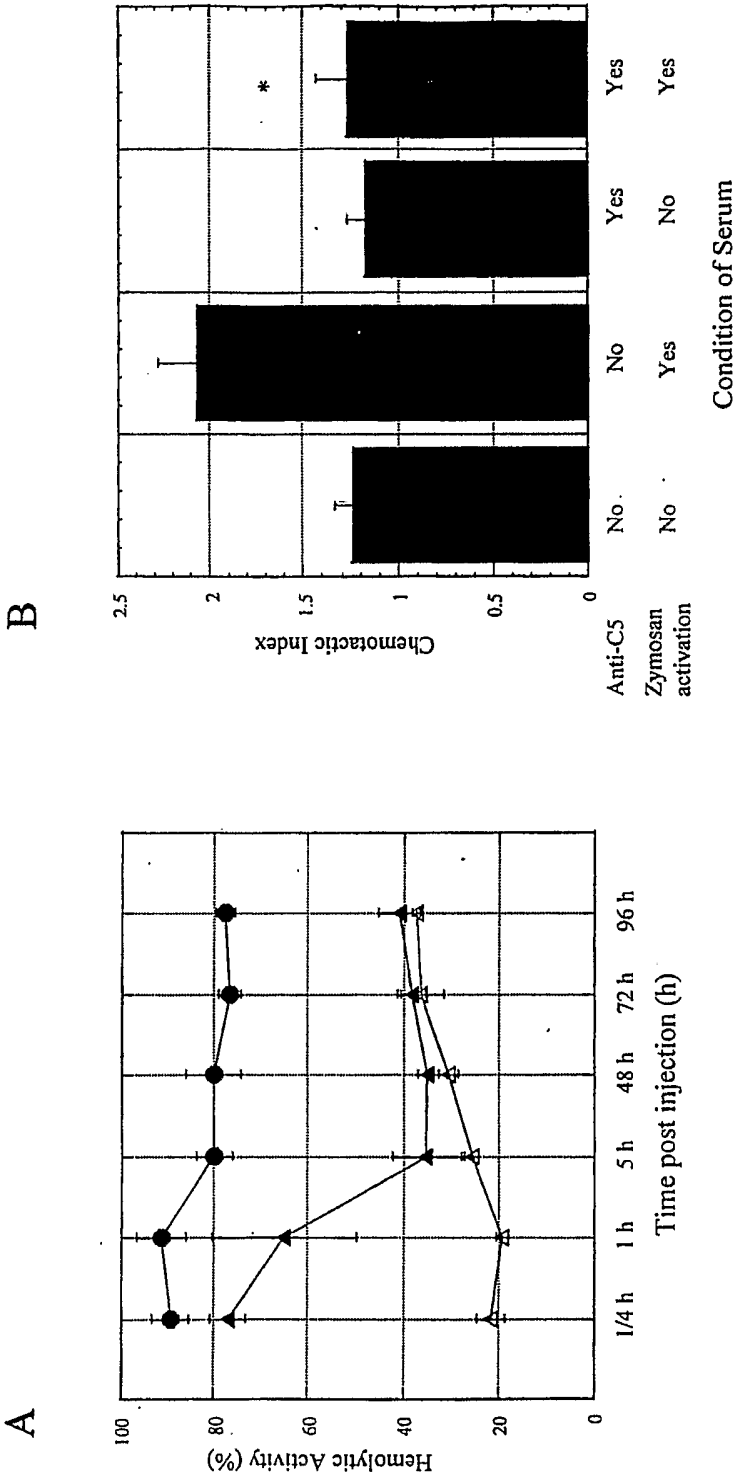 A
Hemolytic Activity (%)
100
80
60
40
20
0
1/4 h 1 h 5 h 48 h 72 h 96 h
Time post injection (h)
B
Chemotactic Index
2.5
2
1.5
1
0.5
0
*
Anti-C5 No No Yes Yes
Zymosan activation No Yes No Yes
Condition of Serum